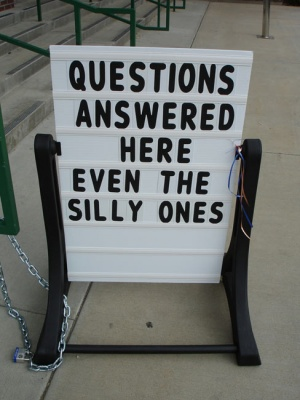 QUESTIONS
ANSWERED
HERE
EVEN THE
SILLY ONES